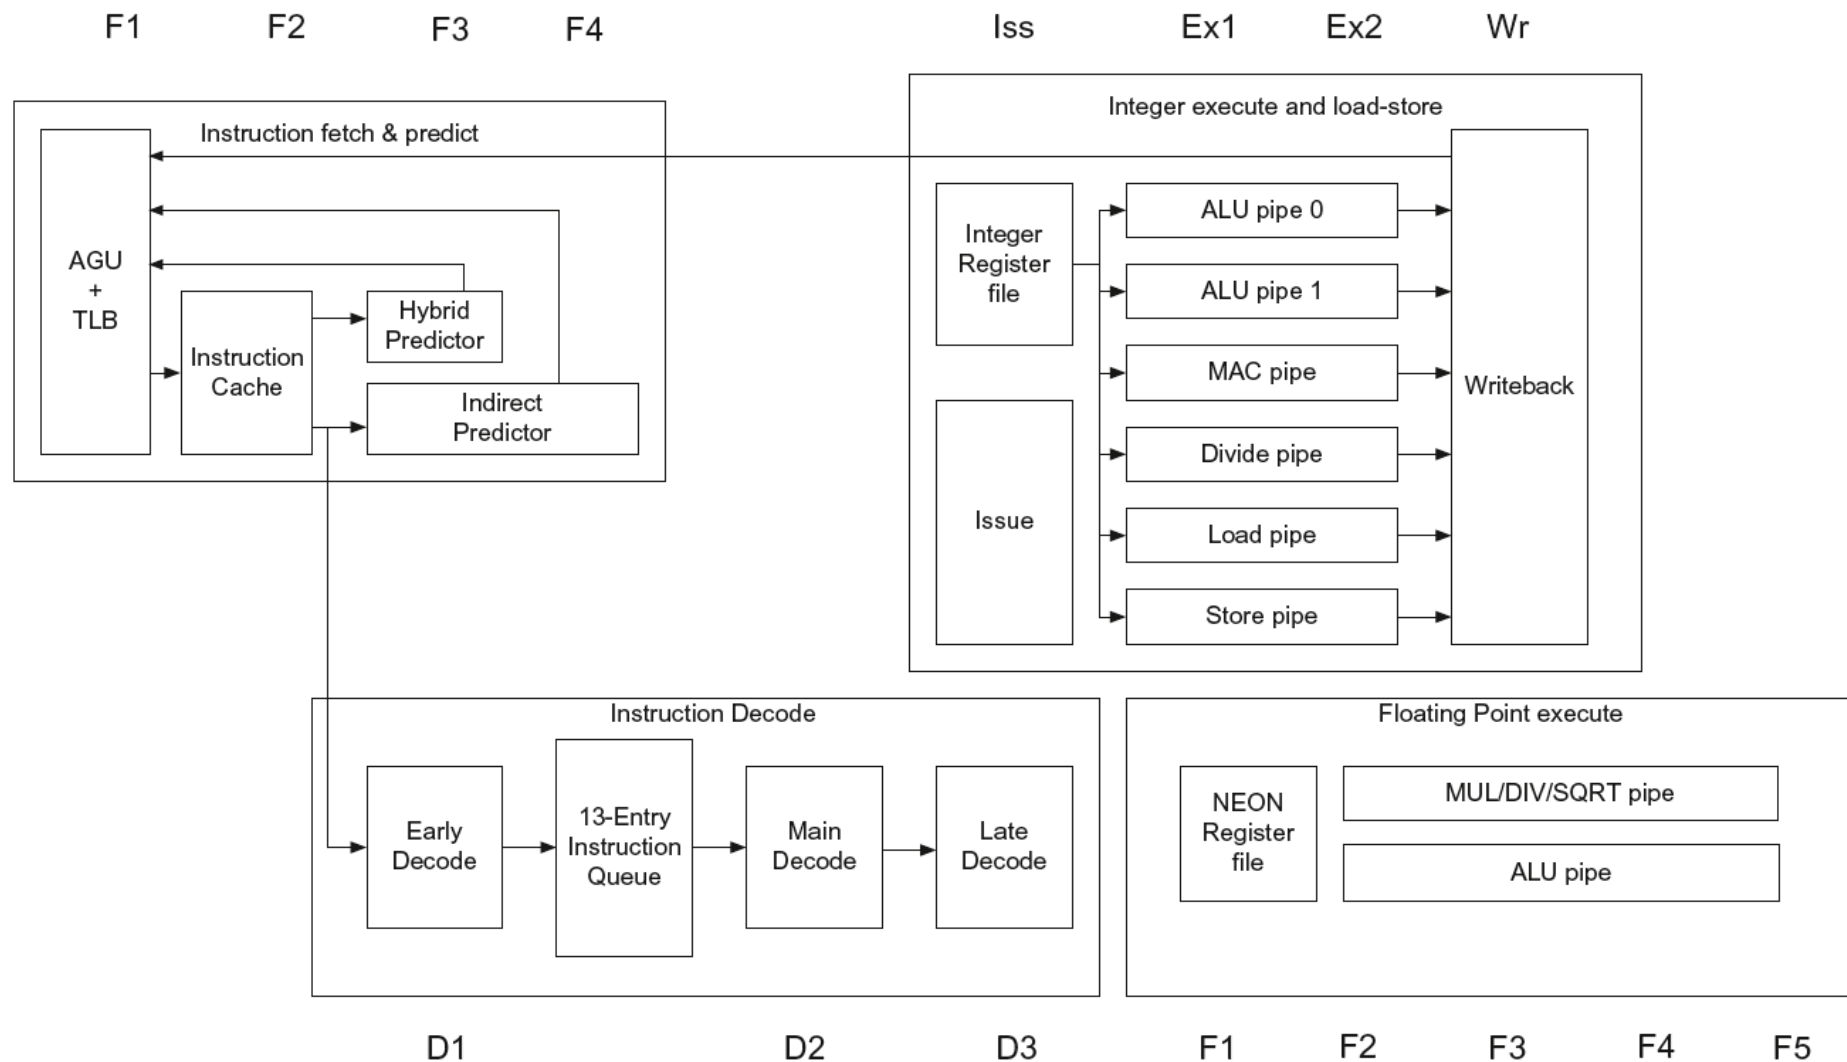 F1 F2 F3 F4 Iss Ex1 Ex2 Wr
Instruction fetch & predict
AGU
+
TLB
Instruction
Cache
Hybrid
Predictor
Indirect
Predictor
Integer execute and load-store
Integer
Register
file
Issue
ALU pipe 0
ALU pipe 1
MAC pipe
Divide pipe
Load pipe
Store pipe
Writeback
Instruction Decode
Early
Decode
13-Entry
Instruction
Queue
Main
Decode
Late
Decode
Floating Point execute
NEON
Register
file
MUL/DIV/SQRT pipe
ALU pipe
D1 D2 D3 F1 F2 F3 F4 F5